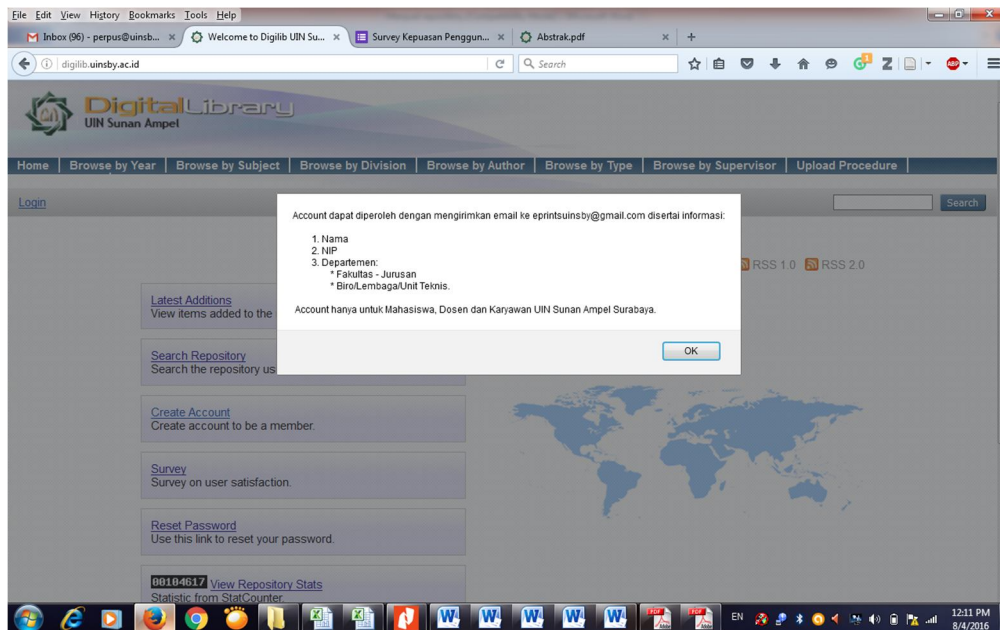 File Edit View History Bookmarks Tools Help
Inbox (96) - perpus@uinsb... Welcome to Digilib UIN Su... Survey Kepuasan Penggun... Abstrak.pdf
digilib.uinsby.ac.id Search
DigitalLibrary
UIN Sunan Ampel
Home Browse by Year Browse by Subject Browse by Division Browse by Author Browse by Type Browse by Supervisor Upload Procedure
Login Search
Account dapat diperoleh dengan mengirimkan email ke eprintsuinsby@gmail.com disertai informasi:
1. Nama
2. NIP
3. Departemen:
* Fakultas - Jurusan
* Biro/Lembaga/Unit Teknis.
Account hanya untuk Mahasiswa, Dosen dan Karyawan UIN Sunan Ampel Surabaya.
OK
RSS 1.0 RSS 2.0
Latest Additions
View items added to the
Search Repository
Search the repository us
Create Account
Create account to be a member.
Survey
Survey on user satisfaction.
Reset Password
Use this link to reset your password.
00104617 View Repository Stats
Statistic from StatCounter.
EN 12:11 PM
8/4/2016